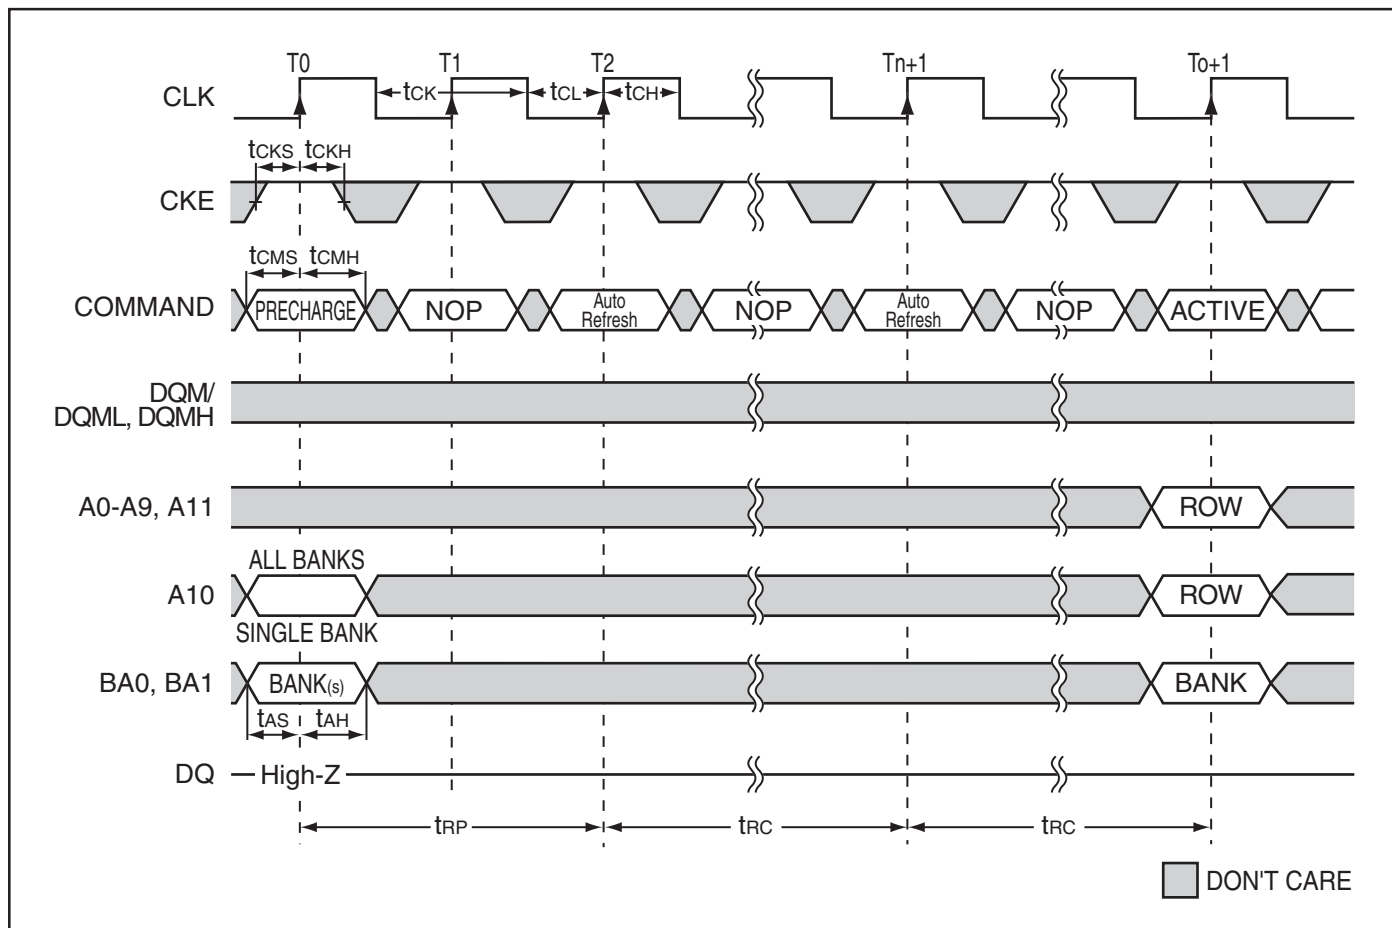 T0 T1 T2 Tn+1 To+1
CLK
tCK tCL tCH
tCKS tCKH
CKE
tCMS tCMH
COMMAND PRECHARGE NOP Auto Refresh NOP Auto Refresh NOP ACTIVE
DQM/
DQML, DQMH
A0-A9, A11 ROW
ALL BANKS
A10 ROW
SINGLE BANK
BA0, BA1 BANK(s) BANK
tAS tAH
DQ High-Z
tRP tRC tRC
DON'T CARE